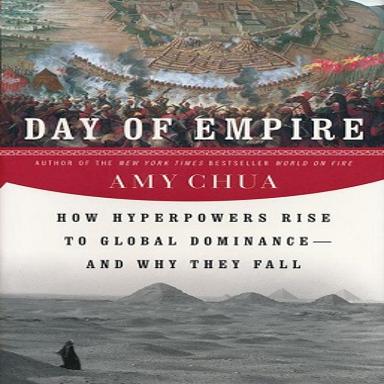 DAY OF EMPIRE
AUTHOR OF THE NEW YORK TIMES BESTSELLER WORLD ON FIRE
AMY CHUA
HOW HYPERPOWERS RISE
TO GLOBAL DOMINANCE—
AND WHY THEY FALL